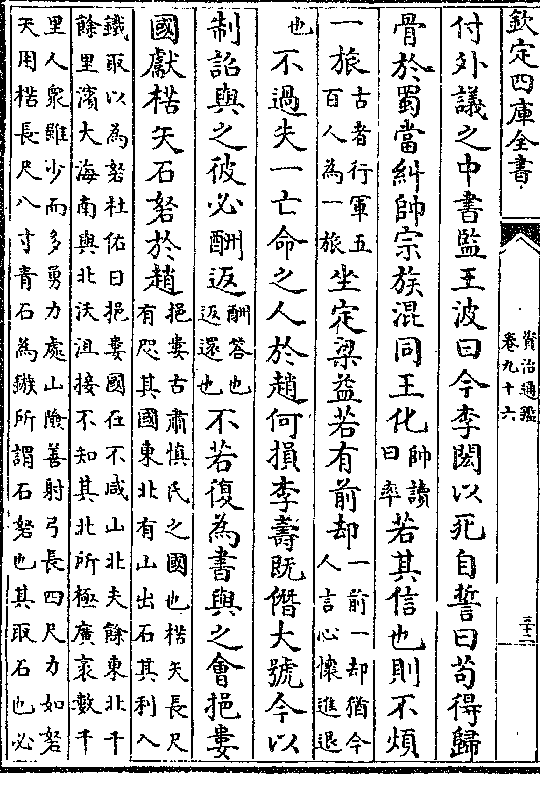 欽定四庫全書
資治通鑑
卷九十六
三十二
付外議之中書監王波曰今李閎以死自誓曰苟得歸
骨於蜀當糾帥宗族混同王化
帥讀
曰率
若其信也則不煩
一旅
古者行軍五
百人為一旅
坐定梁益若有前却
一前一却猶今
人言心懷進退
也
不過失一亡命之人於趙何損李壽既僭大號今以
制詔與之彼必酬返
酬答也
返還也
不若復為書與之會挹婁
國獻楛矢石砮於趙
挹婁古肅慎氏之國也楛矢長尺
有咫其國東北有山出石其利入
鐵取以為砮杜佑曰挹婁國在不咸山北夫餘東北千
餘里濱大海南與北沃沮接不知其北所極廣袤數千
里人衆雖少而多勇力處山險善射弓長四尺力如弩
天用楛長尺八寸青石為鏃所謂石砮也其取石也必